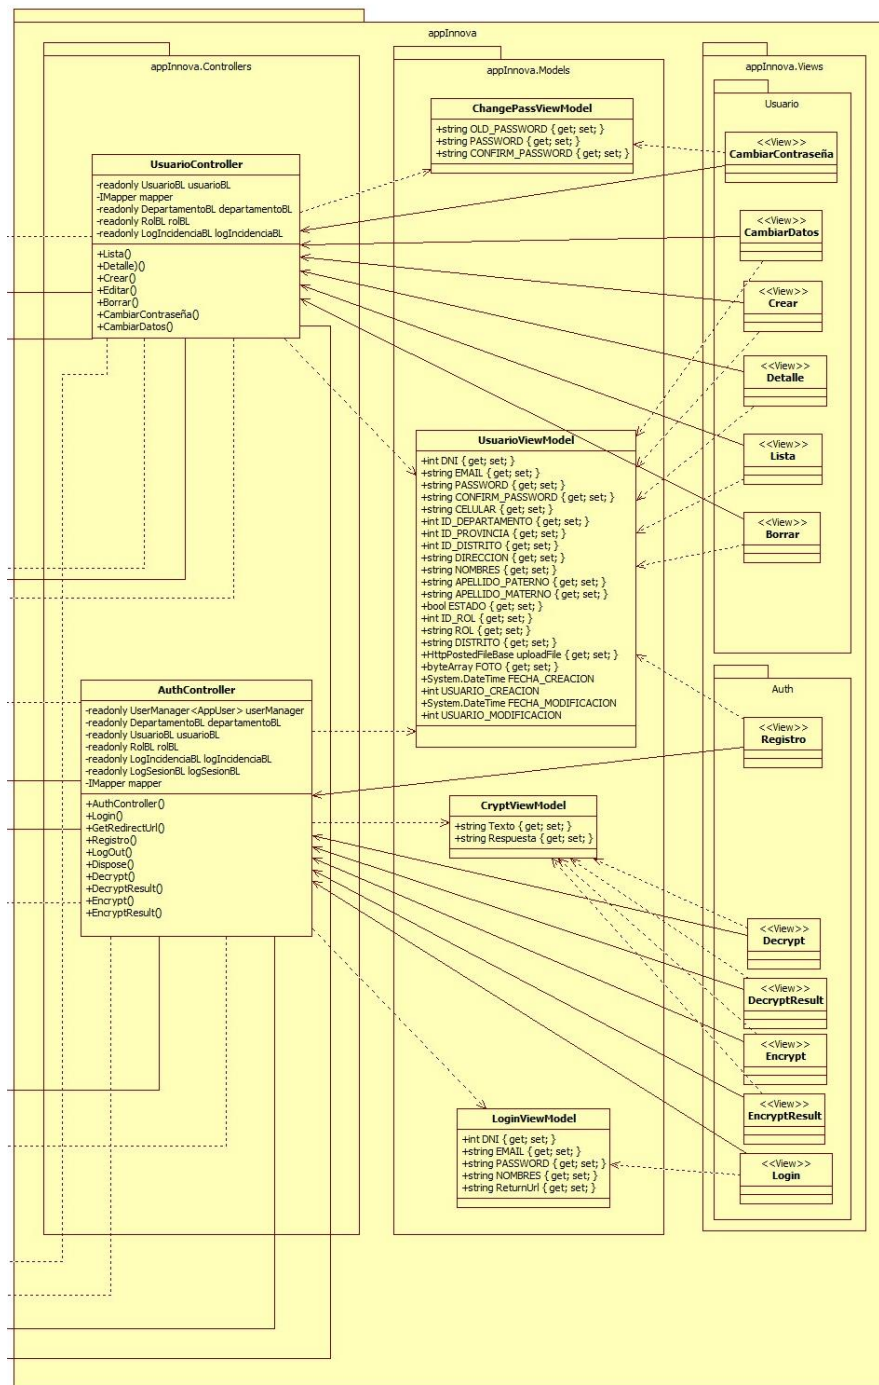 appInnova
appInnova.Controllers
UsuarioController
-readonly UsuarioBL usuarioBL
-IMapper mapper
-readonly DepartamentoBL departamentoBL
-readonly RolBL rolBL
-readonly LogIncidenciaBL logIncidenciaBL
+Lista()
+Detalle)()
+Crear()
+Editar()
+Borrar()
+CambiarContraseña()
+CambiarDatos()
AuthController
-readonly UserManager<AppUser> userManager
-readonly DepartamentoBL departamentoBL
-readonly UsuarioBL usuarioBL
-readonly RolBL rolBL
-readonly LogIncidenciaBL logIncidenciaBL
-readonly LogSesionBL logSesionBL
-IMapper mapper
+AuthController()
+Login()
+GetRedirectUrl()
+Registro()
+LogOut()
+Dispose()
+Decrypt()
+DecryptResult()
+Encrypt()
+EncryptResult()
appInnova.Models
ChangePassViewModel
+string OLD_PASSWORD { get; set; }
+string PASSWORD { get; set; }
+string CONFIRM_PASSWORD { get; set; }
UsuarioViewModel
+int DNI { get; set; }
+string EMAIL { get; set; }
+string PASSWORD { get; set; }
+string CONFIRM_PASSWORD { get; set; }
+string CELULAR { get; set; }
+int ID_DEPARTAMENTO { get; set; }
+int ID_PROVINCIA { get; set; }
+int ID_DISTRITO { get; set; }
+string DIRECCION { get; set; }
+string NOMBRES { get; set; }
+string APELLIDO_PATERNO { get; set; }
+string APELLIDO_MATERNO { get; set; }
+bool ESTADO { get; set; }
+int ID_ROL { get; set; }
+string ROL { get; set; }
+string DISTRITO { get; set; }
+HttpPostedFileBase uploadFile { get; set; }
+byteArray FOTO { get; set; }
+System.DateTime FECHA_CREACION
+int USUARIO_CREACION
+System.DateTime FECHA_MODIFICACION
+int USUARIO_MODIFICACION
CryptViewModel
+string Texto { get; set; }
+string Respuesta { get; set; }
LoginViewModel
+int DNI { get; set; }
+string EMAIL { get; set; }
+string PASSWORD { get; set; }
+string NOMBRES { get; set; }
+string ReturnUrl { get; set; }
appInnova.Views
Usuario
<<View>>
CambiarContraseña
<<View>>
CambiarDatos
<<View>>
Crear
<<View>>
Detalle
<<View>>
Lista
<<View>>
Borrar
Auth
<<View>>
Registro
<<View>>
Decrypt
<<View>>
DecryptResult
<<View>>
Encrypt
<<View>>
EncryptResult
<<View>>
Login